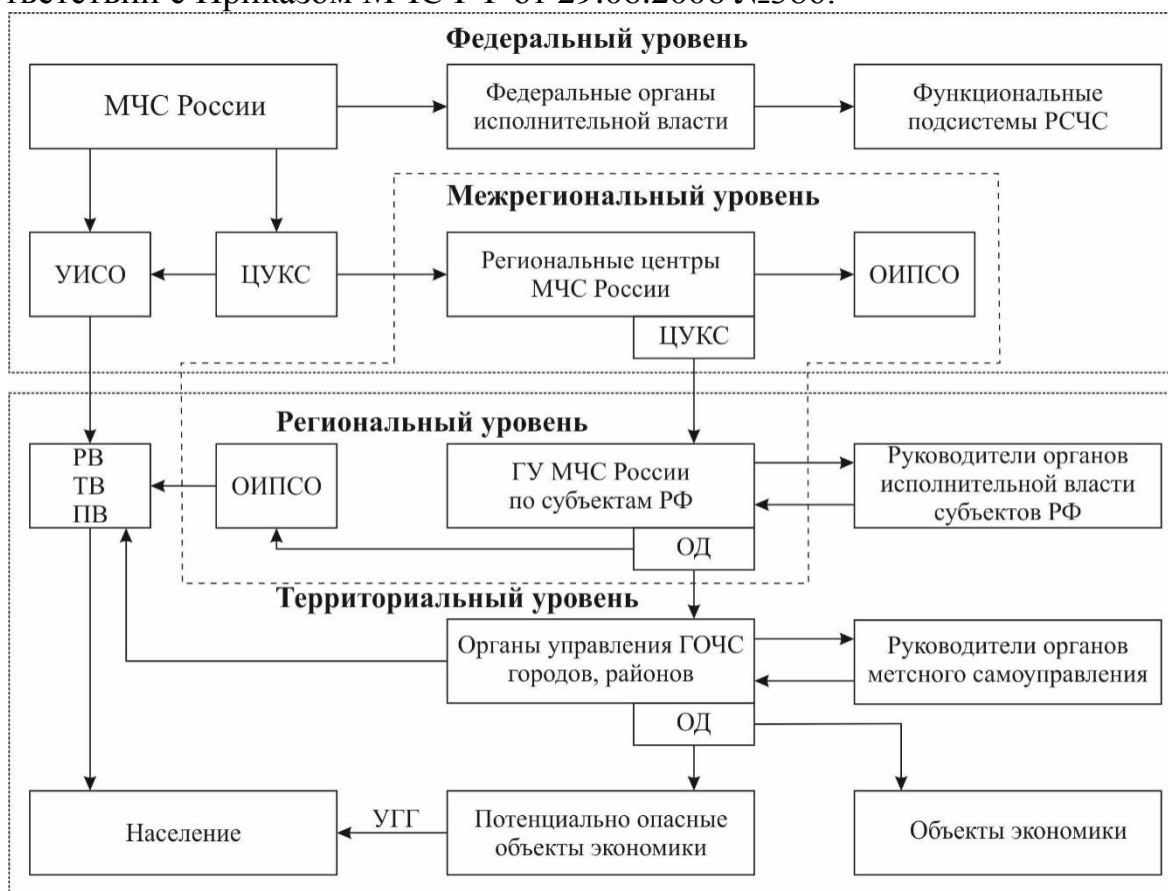 Федеральный уровень
МЧС России
Федеральные органы
исполнительной власти
Функциональные
подсистемы РСЧС
Межрегиональный уровень
УИСО
ЦУКС
Региональные центры
МЧС России
ОИПСО
ЦУКС
Региональный уровень
РВ
ТВ
ПВ
ОИПСО
ГУ МЧС России
по субъектам РФ
Руководители органов
исполнительной власти
субъектов РФ
ОД
Территориальный уровень
Органы управления ГОЧС
городов, районов
Руководители органов
метсного самоуправления
ОД
Население
УГГ
Потенциально опасные
объекты экономики
Объекты экономики